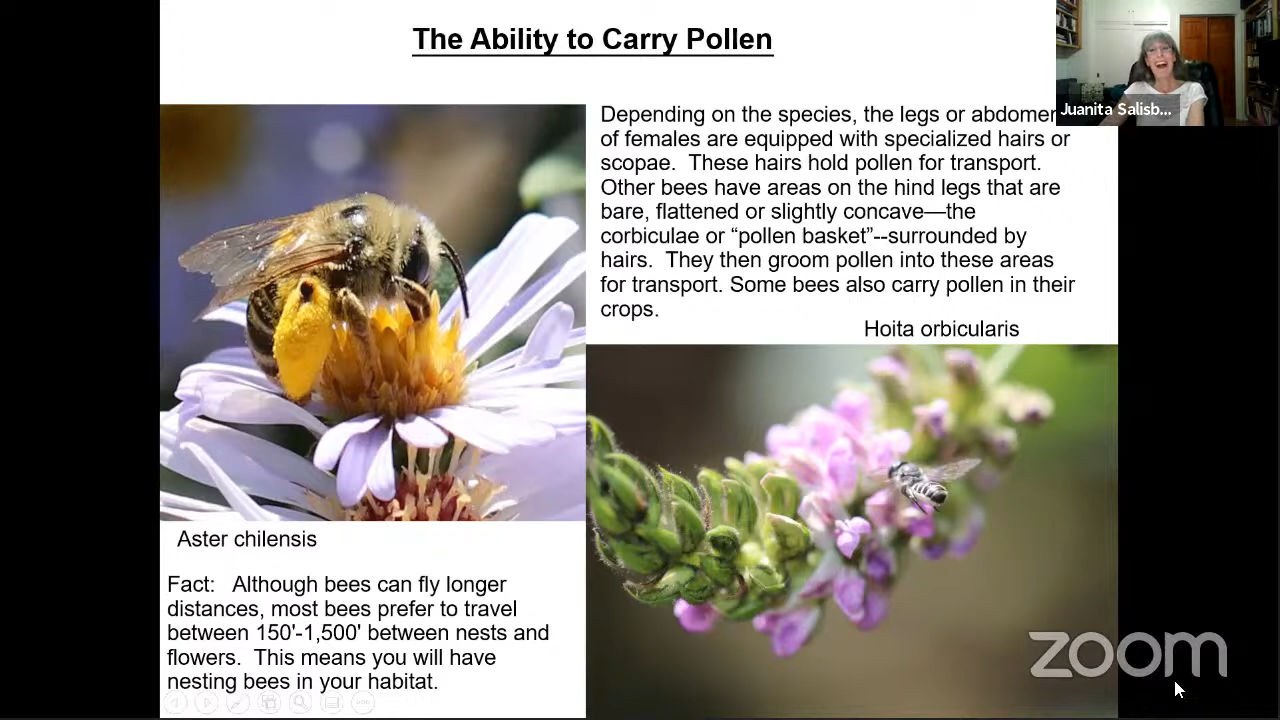 The Ability to Carry Pollen
Juanita Salisb...
Depending on the species, the legs or abdomen
of females are equipped with specialized hairs or
scopae. These hairs hold pollen for transport.
Other bees have areas on the hind legs that are
bare, flattened or slightly concave—the
corbiculae or “pollen basket”--surrounded by
hairs. They then groom pollen into these areas
for transport. Some bees also carry pollen in their
crops.
Hoita orbicularis
Aster chilensis
Fact: Although bees can fly longer
distances, most bees prefer to travel
between 150'-1,500' between nests and
flowers. This means you will have
nesting bees in your habitat.
zoom